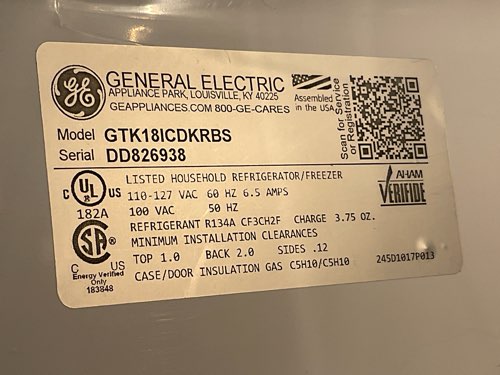 GE
GENERAL ELECTRIC
APPLIANCE PARK, LOUISVILLE, KY 40225
GEAPPLIANCES.COM 800-GE-CARES
Assembled
in the USA
Scan for Service
or Registration
Model GTK18ICDKRBS
Serial DD826938
C UL US
182A
LISTED HOUSEHOLD REFRIGERATOR/FREEZER
110-127 VAC 60 HZ 6.5 AMPS
100 VAC 50 HZ
REFRIGERANT R134A CF3CH2F CHARGE 3.75 OZ.
MINIMUM INSTALLATION CLEARANCES
TOP 1.0 BACK 2.0 SIDES .12
CASE/DOOR INSULATION GAS C5H10/C5H10
AHAM
VERIFIDE
SA
C US
Energy Verified
Only
183848
245D1017P013